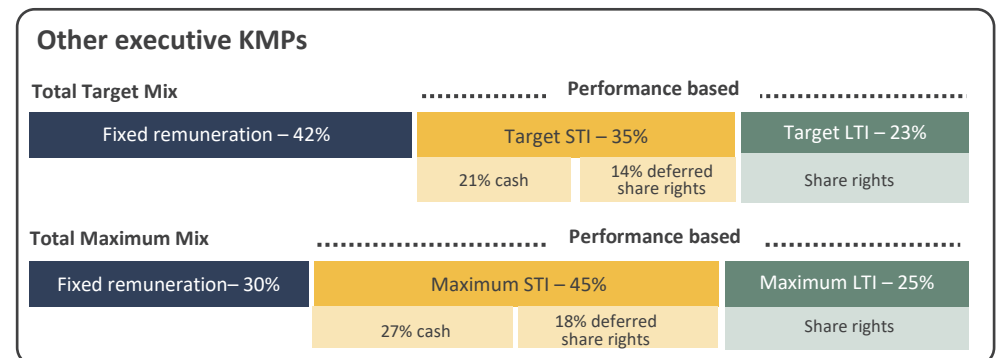 Other executive KMPs
Total Target Mix
Performance based
Fixed remuneration – 42%
Target STI – 35%
Target LTI – 23%
21% cash
14% deferred
share rights
Share rights
Total Maximum Mix
Performance based
Fixed remuneration– 30%
Maximum STI – 45%
Maximum LTI – 25%
27% cash
18% deferred
share rights
Share rights